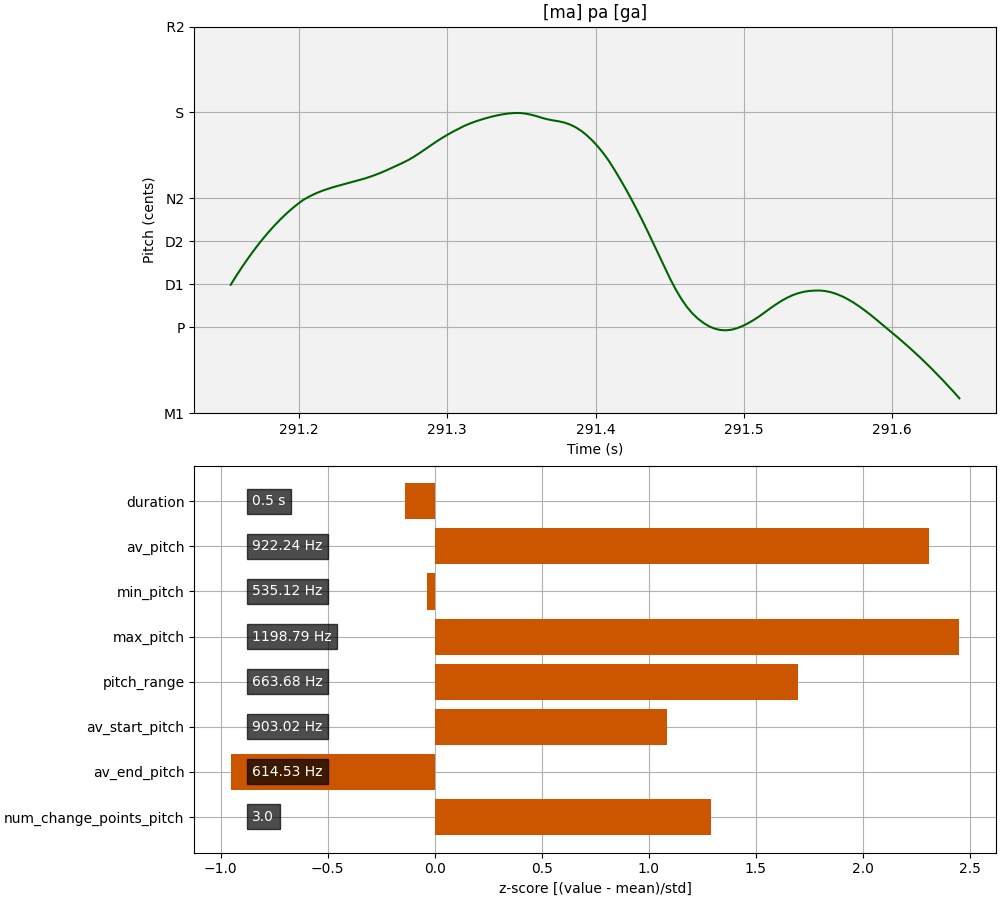 [ma] pa [ga]
R2
S
N2
D2
D1
P
M1
Pitch (cents)
291.2 291.3 291.4 291.5 291.6
Time (s)
duration 0.5 s
av_pitch 922.24 Hz
min_pitch 535.12 Hz
max_pitch 1198.79 Hz
pitch_range 663.68 Hz
av_start_pitch 903.02 Hz
av_end_pitch 614.53 Hz
num_change_points_pitch 3.0
−1.0 −0.5 0.0 0.5 1.0 1.5 2.0 2.5
z-score [(value - mean)/std]